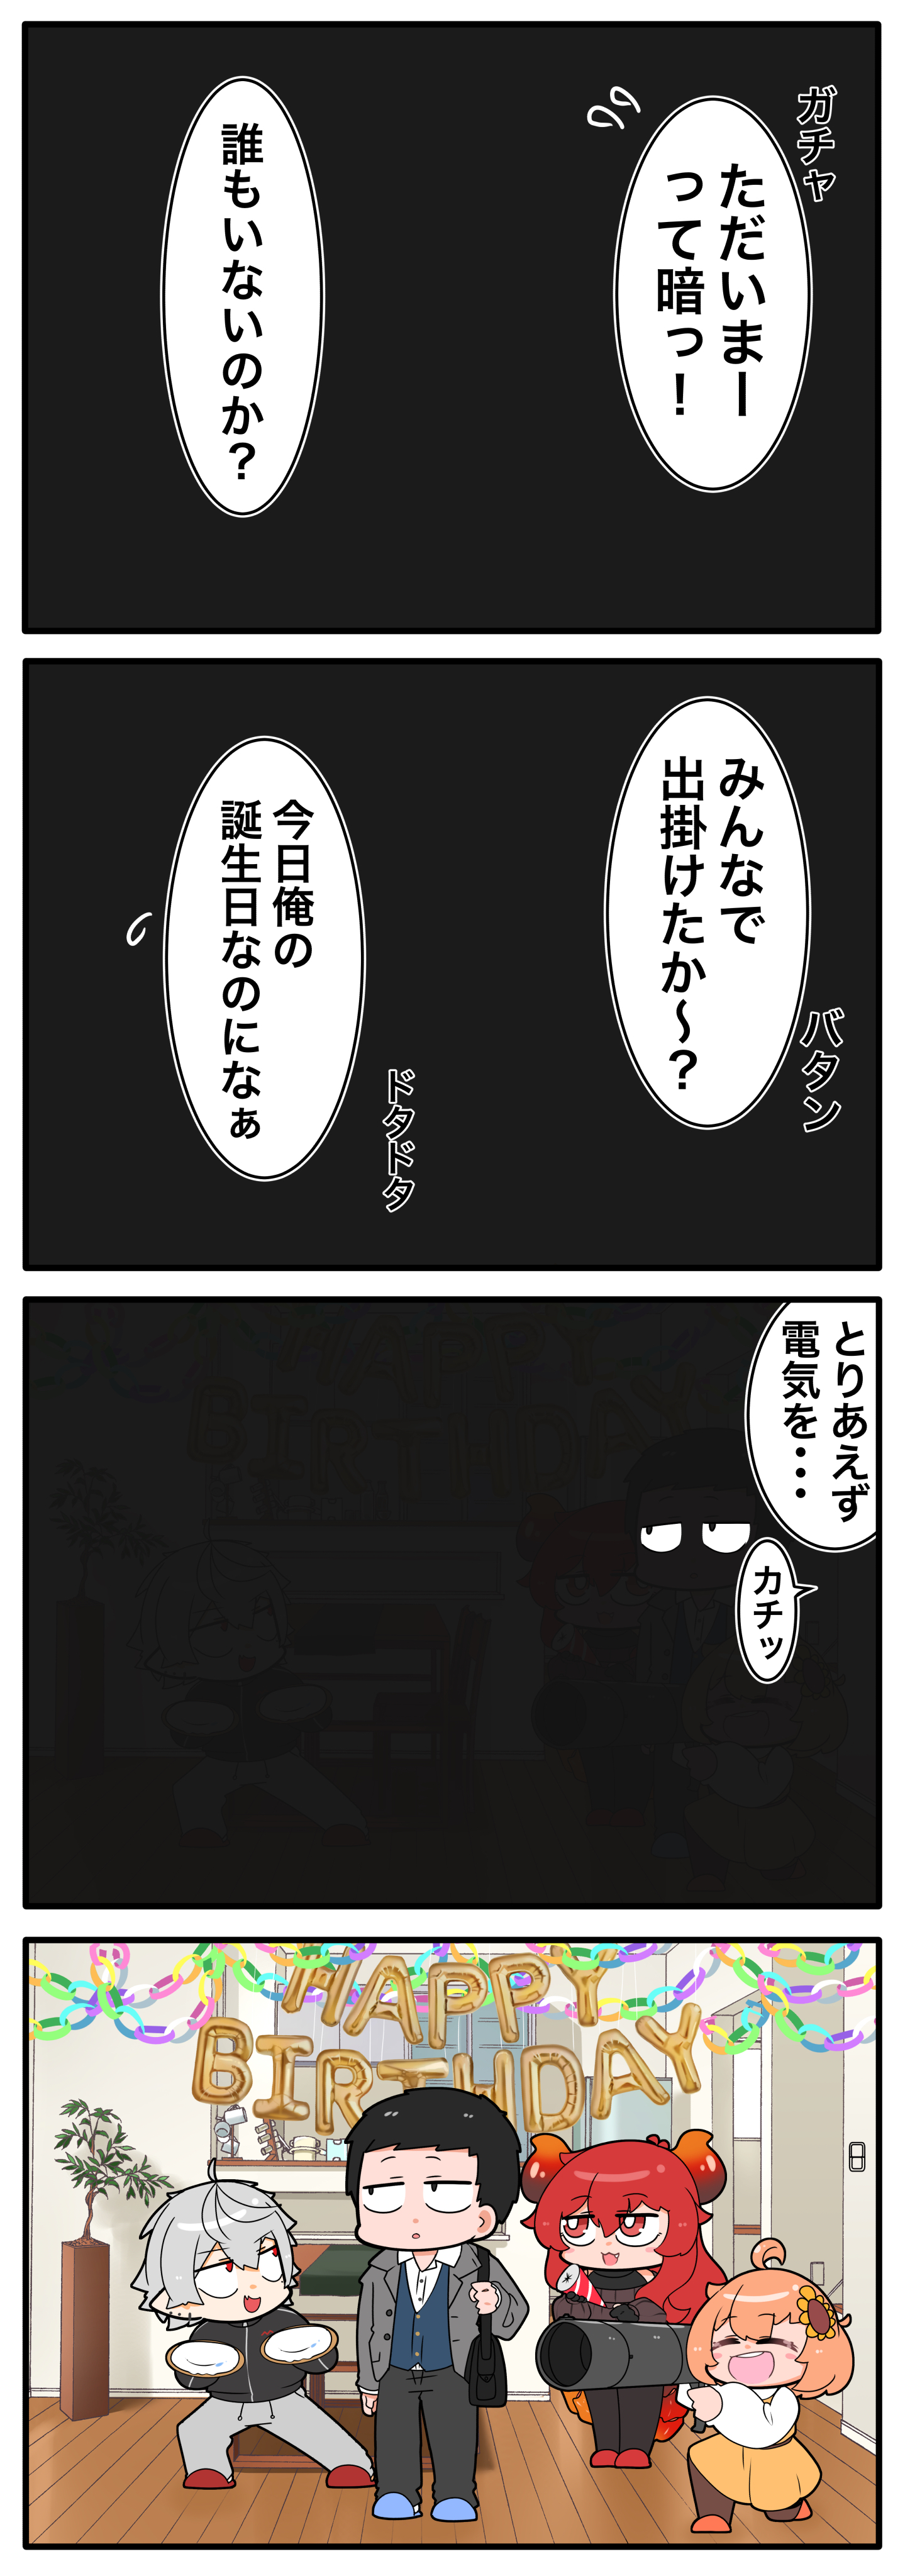 ガチャ
ただいまー
って暗っ！
誰もいないのか？
みんなで
出掛けたか〜？
バタン
今日俺の
誕生日なのになぁ
ドタドタ
とりあえず
電気を・・・
カチッ
HAPPY
BIRTHDAY
HAPPY
BIRTHDAY